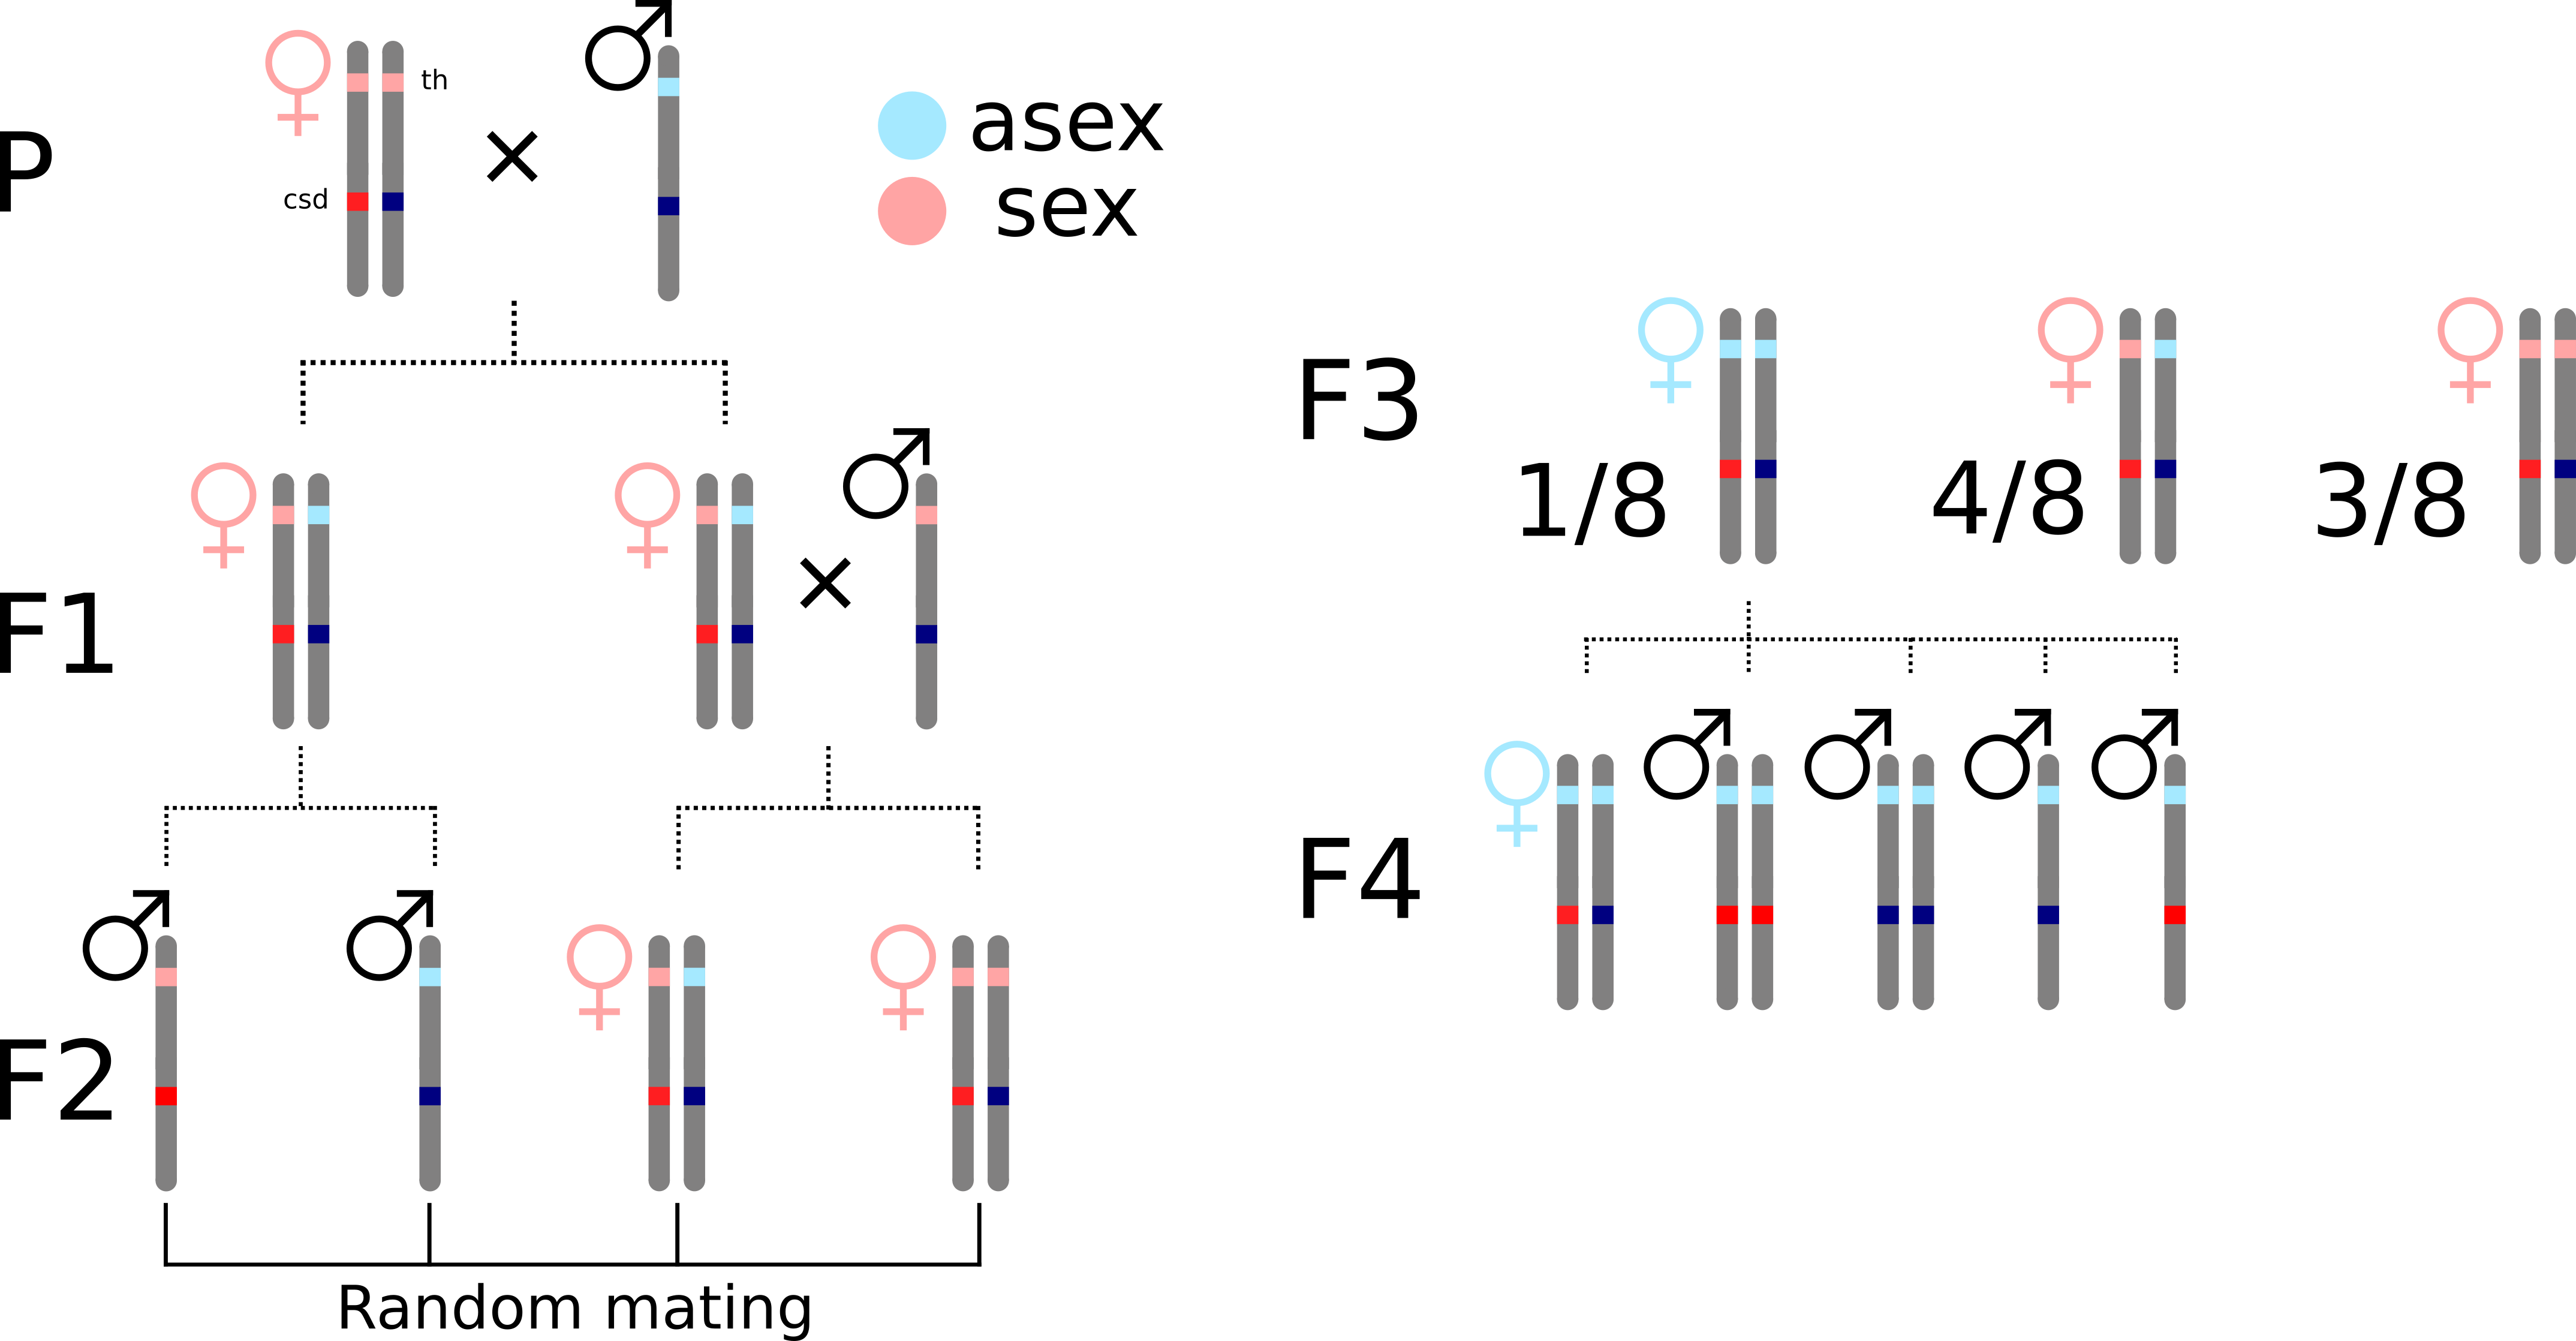 P
th
csd
×
asex
sex
F1
×
F2
Random mating
F3
1/8
4/8
3/8
F4